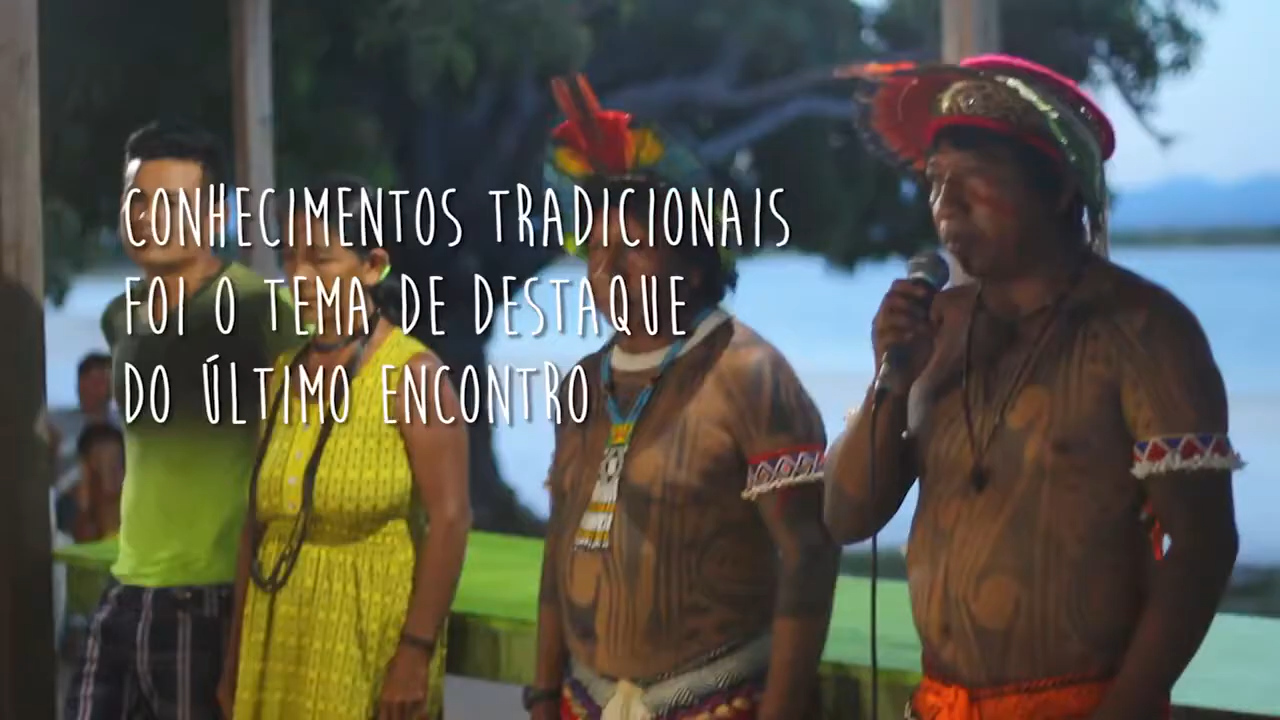 CONHECIMENTOS TRADICIONAIS
FOI O TEMA DE DESTAQUE
DO ÚLTIMO ENCONTRO